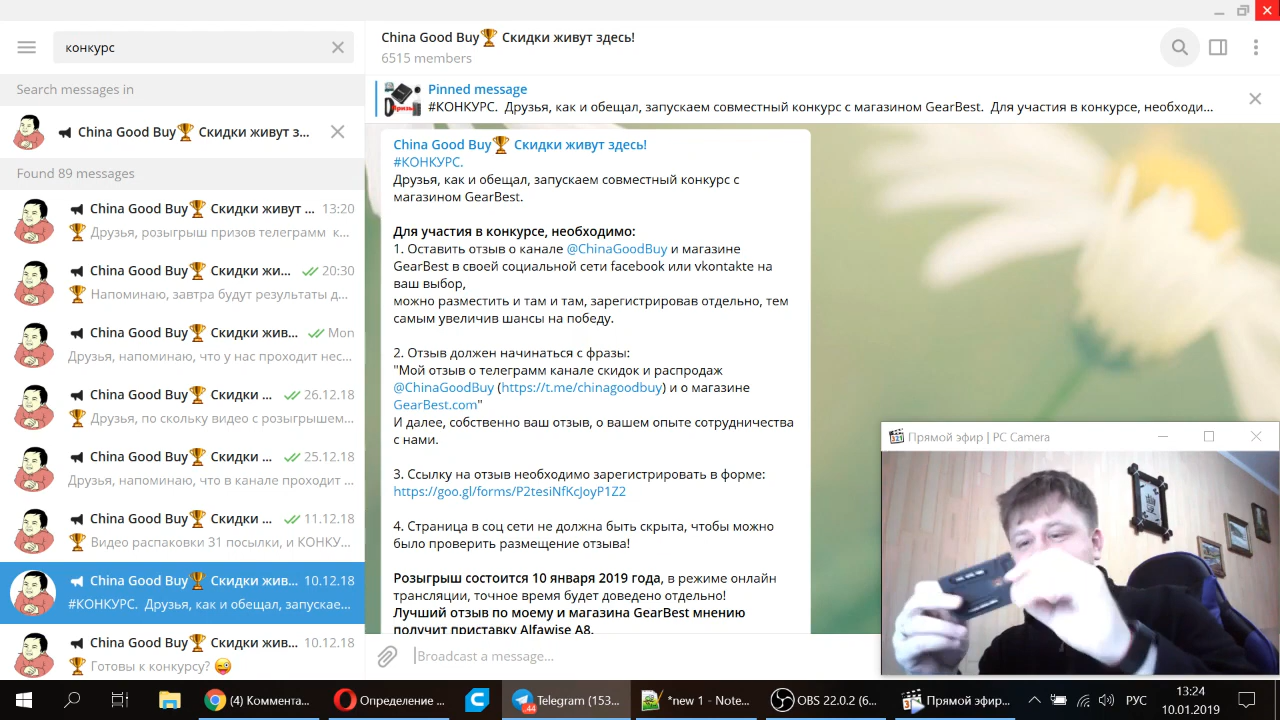 конкурс
Search messages in
China Good Buy🏆 Скидки живут з...
Found 89 messages
China Good Buy🏆 Скидки живут ... 13:20
🏆 Друзья, розыгрыш призов телеграмм к...
China Good Buy🏆 Скидки жи... 20:30
🏆 Напоминаю, завтра будут результаты д...
China Good Buy🏆 Скидки жив... Mon
Друзья, напоминаю, что у нас проходит нес...
China Good Buy🏆 Скидки ... 26.12.18
🏆 Друзья, по скольку видео с розыгрышем...
China Good Buy🏆 Скидки ... 25.12.18
Друзья, напоминаю, что в канале проходит ...
China Good Buy🏆 Скидки ... 11.12.18
🏆 Видео распаковки 31 посылки, и КОНКУ...
China Good Buy🏆 Скидки жив... 10.12.18
#КОНКУРС. Друзья, как и обещал, запускае...
China Good Buy🏆 Скидки жив... 10.12.18
🏆 Готовы к конкурсу? 😜
China Good Buy🏆 Скидки живут здесь!
6515 members
Pinned message
#КОНКУРС. Друзья, как и обещал, запускаем совместный конкурс с магазином GearBest. Для участия в конкурсе, необходи...
China Good Buy🏆 Скидки живут здесь!
#КОНКУРС.
Друзья, как и обещал, запускаем совместный конкурс с
магазином GearBest.
Для участия в конкурсе, необходимо:
1. Оставить отзыв о канале @ChinaGoodBuy и магазине
GearBest в своей социальной сети facebook или vkontakte на
ваш выбор,
можно разместить и там и там, зарегистрировав отдельно, тем
самым увеличив шансы на победу.
2. Отзыв должен начинаться с фразы:
"Мой отзыв о телеграмм канале скидок и распродаж
@ChinaGoodBuy (https://t.me/chinagoodbuy) и о магазине
GearBest.com"
И далее, собственно ваш отзыв, о вашем опыте сотрудничества
с нами.
3. Ссылку на отзыв необходимо зарегистрировать в форме:
https://goo.gl/forms/P2tesiNfKcJoyP1Z2
4. Страница в соц сети не должна быть скрыта, чтобы можно
было проверить размещение отзыва!
Розыгрыш состоится 10 января 2019 года, в режиме онлайн
трансляции, точное время будет доведено отдельно!
Лучший отзыв по моему и магазина GearBest мнению
получит приставку Alfawise A8.
Broadcast a message...
Прямой эфир | PC Camera
(4) Коммента...
Определение ...
44
Telegram (153...
*new 1 - Note...
OBS 22.0.2 (6...
Прямой эфир...
РУС
13:24
10.01.2019